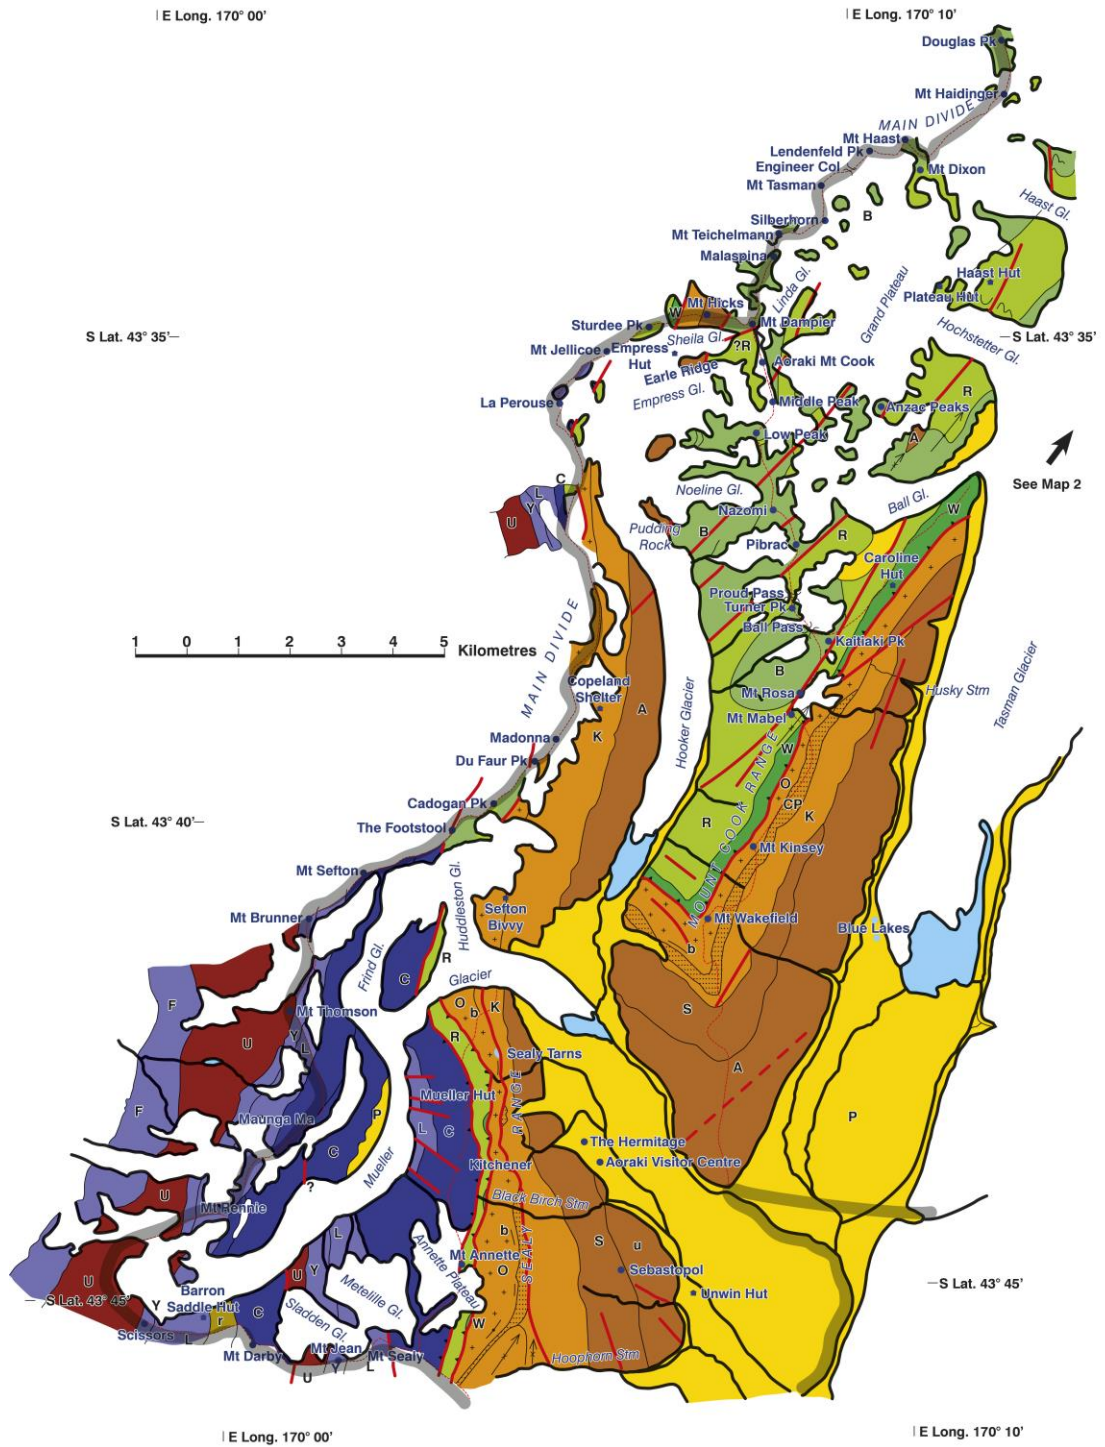 E Long. 170° 00'
E Long. 170° 10'
Douglas Pk
Mt Haidinger
MAIN DIVIDE
Mt Haast
Lendenfeld Pk
Engineer Col
Mt Dixon
Mt Tasman
Haast Gl.
Silberhorn
B
Mt Teichelmann
Malaspina
Linda Gl.
Grand Plateau
Haast Hut
Plateau Hut
W
Mt Hicks
Sturdee Pk
Mt Dampier
Hochstetter Gl.
S Lat. 43° 35'
S Lat. 43° 35'
Sheila Gl.
?R
Mt Jellicoe
Empress
Hut
Aoraki Mt Cook
Earle Ridge
Empress Gl.
R
La Perouse
Middle Peak
Anzac Peaks
Low Peak
A
See Map 2
C
L
Y
U
Noeline Gl.
Ball Gl.
Nazomi
W
Pudding
Rock
B
R
Pibrac
Caroline
Hut
Proud Pass
Turner Pk
Ball Pass
Kaitiaki Pk
1 0 1 2 3 4 5 Kilometres
MAIN DIVIDE
B
Copeland
Shelter
Mt Rosa
Husky Stm
Tasman Glacier
A
Hooker Glacier
Mt Mabel
K
Madonna
W
Du Faur Pk
O
CP
K
MOUNT COOK RANGE
Cadogan Pk
S Lat. 43° 40'
The Footstool
R
Mt Kinsey
Mt Sefton
Huddleston Gl.
Sefton
Bivvy
Mt Brunner
Mt Wakefield
Blue Lakes
b
Frind Gl.
R
C
Glacier
F
O
b
K
S
Mt Thomson
U
Y
L
R
Sealy Tarns
A
Mueller Hut
F
P
P
Maunga Ma
L
C
RANGE
The Hermitage
C
Mueller
Kitchener
Aoraki Visitor Centre
?
U
Mt Rennie
Black Birch Stm
L
b
S
u
Annette Plateau
Mt Annette
SEALY
O
U
U
Y
Sebastopol
S Lat. 43° 45'
S Lat. 43° 45'
Barron
Saddle Hut
Metelille Gl.
Unwin Hut
Y
r
C
Sladden Gl.
W
Scissors
L
Mt Darby
Mt Jean
Mt Sealy
Hoophorn Stm
U
Y
L
E Long. 170° 00'
E Long. 170° 10'